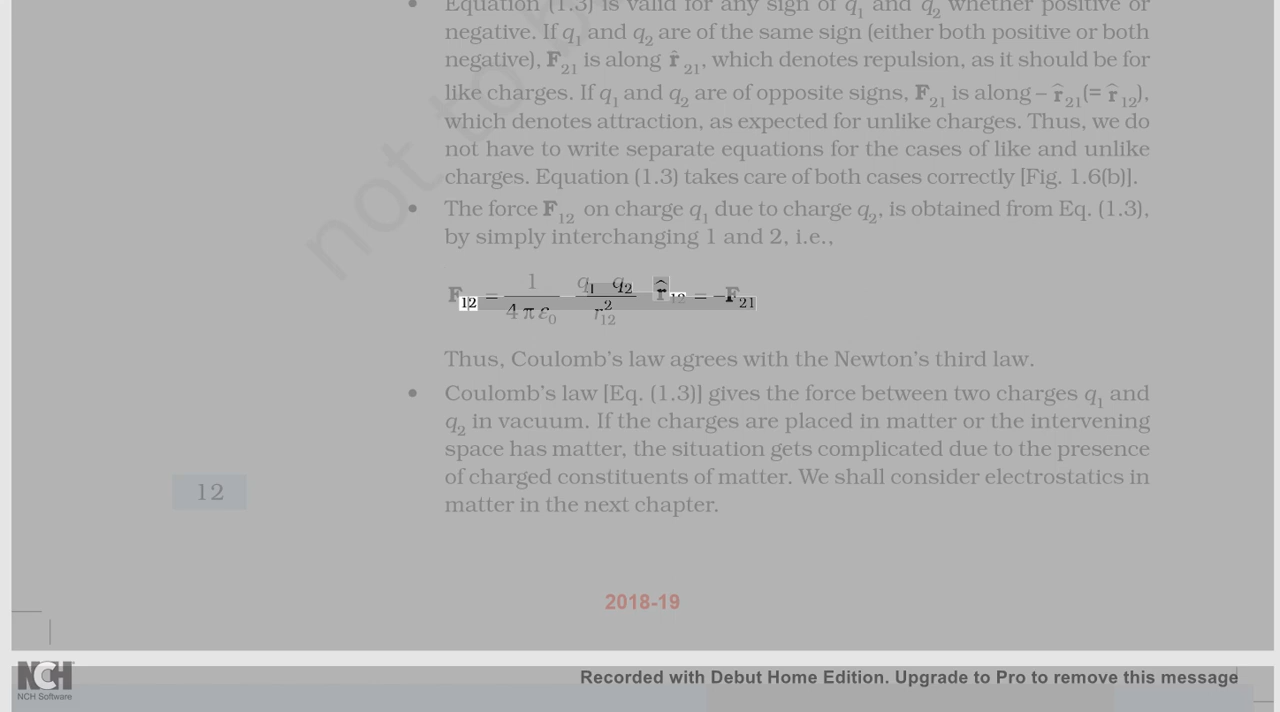 • Equation (1.3) is valid for any sign of q₁ and q₂ whether positive or
negative. If q₁ and q₂ are of the same sign (either both positive or both
negative), F₂₁ is along r̂ ₂₁, which denotes repulsion, as it should be for
like charges. If q₁ and q₂ are of opposite signs, F₂₁ is along – r̂ ₂₁(= r̂ ₁₂),
which denotes attraction, as expected for unlike charges. Thus, we do
not have to write separate equations for the cases of like and unlike
charges. Equation (1.3) takes care of both cases correctly [Fig. 1.6(b)].
• The force F₁₂ on charge q₁ due to charge q₂, is obtained from Eq. (1.3),
by simply interchanging 1 and 2, i.e.,
F₁₂ = 1/(4 π ε₀) (q₁ q₂)/r₁₂² r̂₁₂ = –F₂₁
Thus, Coulomb’s law agrees with the Newton’s third law.
• Coulomb’s law [Eq. (1.3)] gives the force between two charges q₁ and
q₂ in vacuum. If the charges are placed in matter or the intervening
space has matter, the situation gets complicated due to the presence
of charged constituents of matter. We shall consider electrostatics in
matter in the next chapter.
12
not to b
2018-19
NCH
NCH Software
Recorded with Debut Home Edition. Upgrade to Pro to remove this message